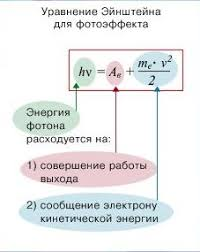 Уравнение Эйнштейна
для фотоэффекта
hν = Aв + me · v² / 2
Энергия
фотона
расходуется на:
1) совершение работы
выхода
2) сообщение электрону
кинетической энергии